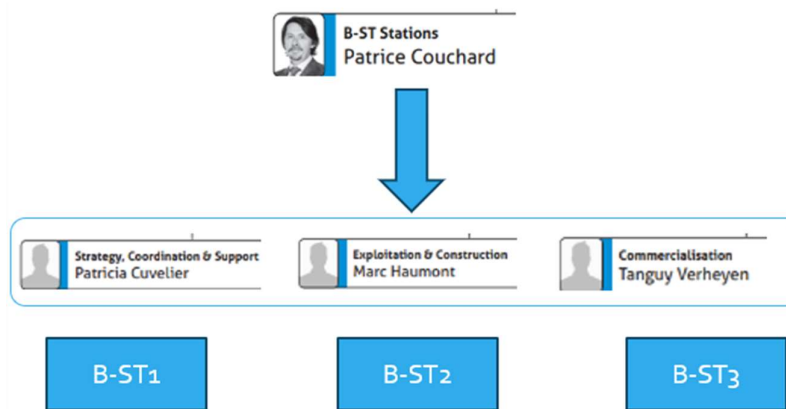 B-ST Stations
Patrice Couchard
Strategy, Coordination & Support
Patricia Cuvelier
Exploitation & Construction
Marc Haumont
Commercialisation
Tanguy Verheyen
B-ST1
B-ST2
B-ST3